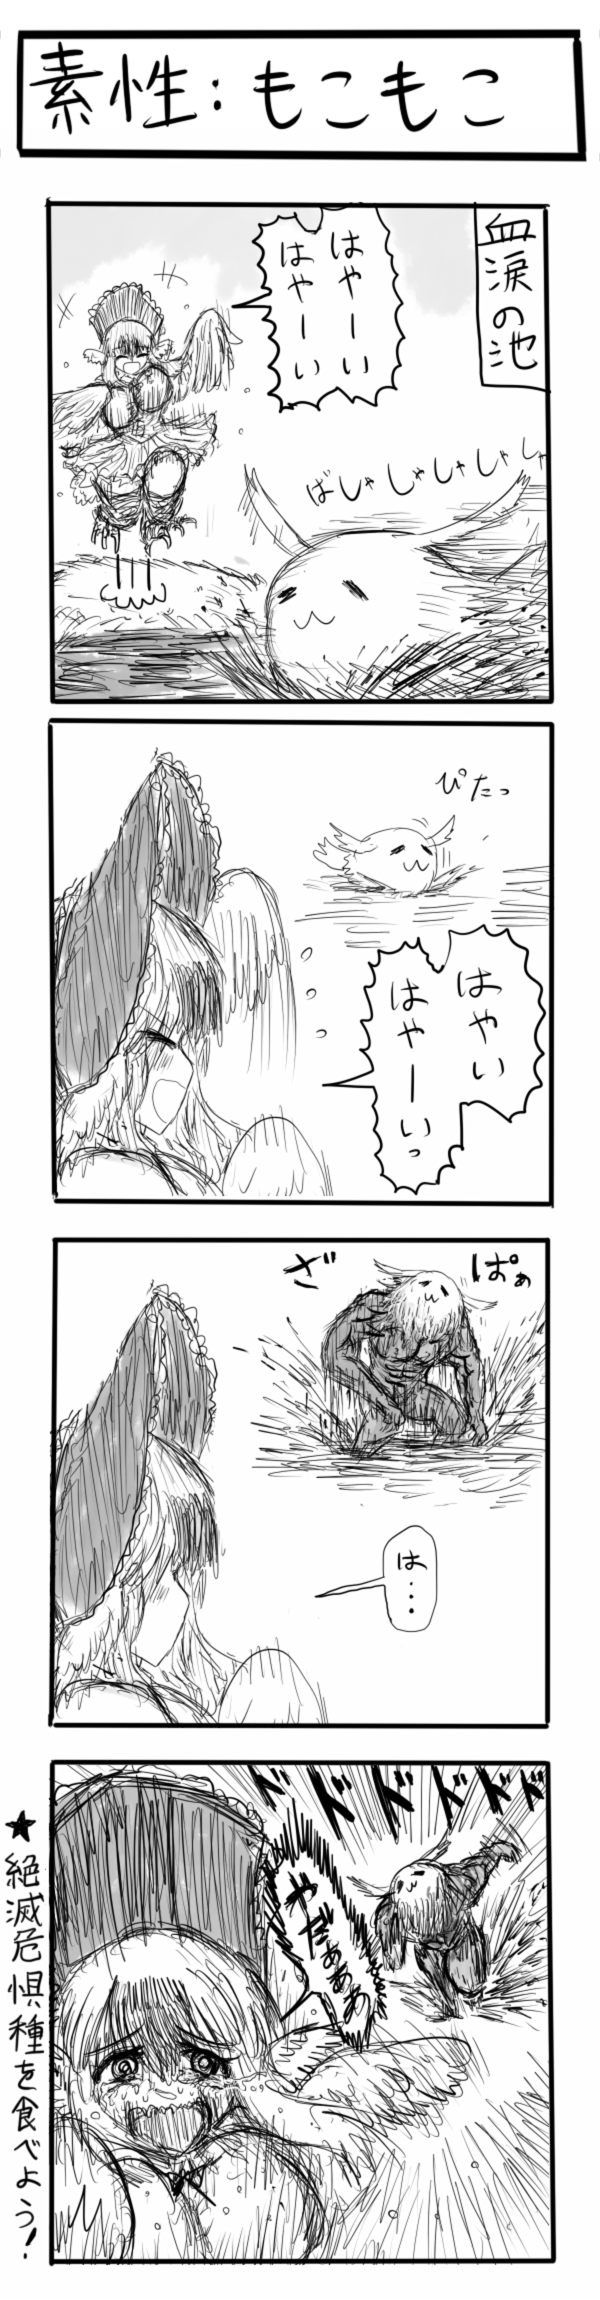 素性：もこもこ
血涙の池
はやーい
はやーい
ばしゃしゃしゃしゃしゃ
ぴたっ
はやい
はやーいっ
ざ
ぱぁ
は…
ドドドドドド
やだぁああ
★絶滅危惧種を食べよう！